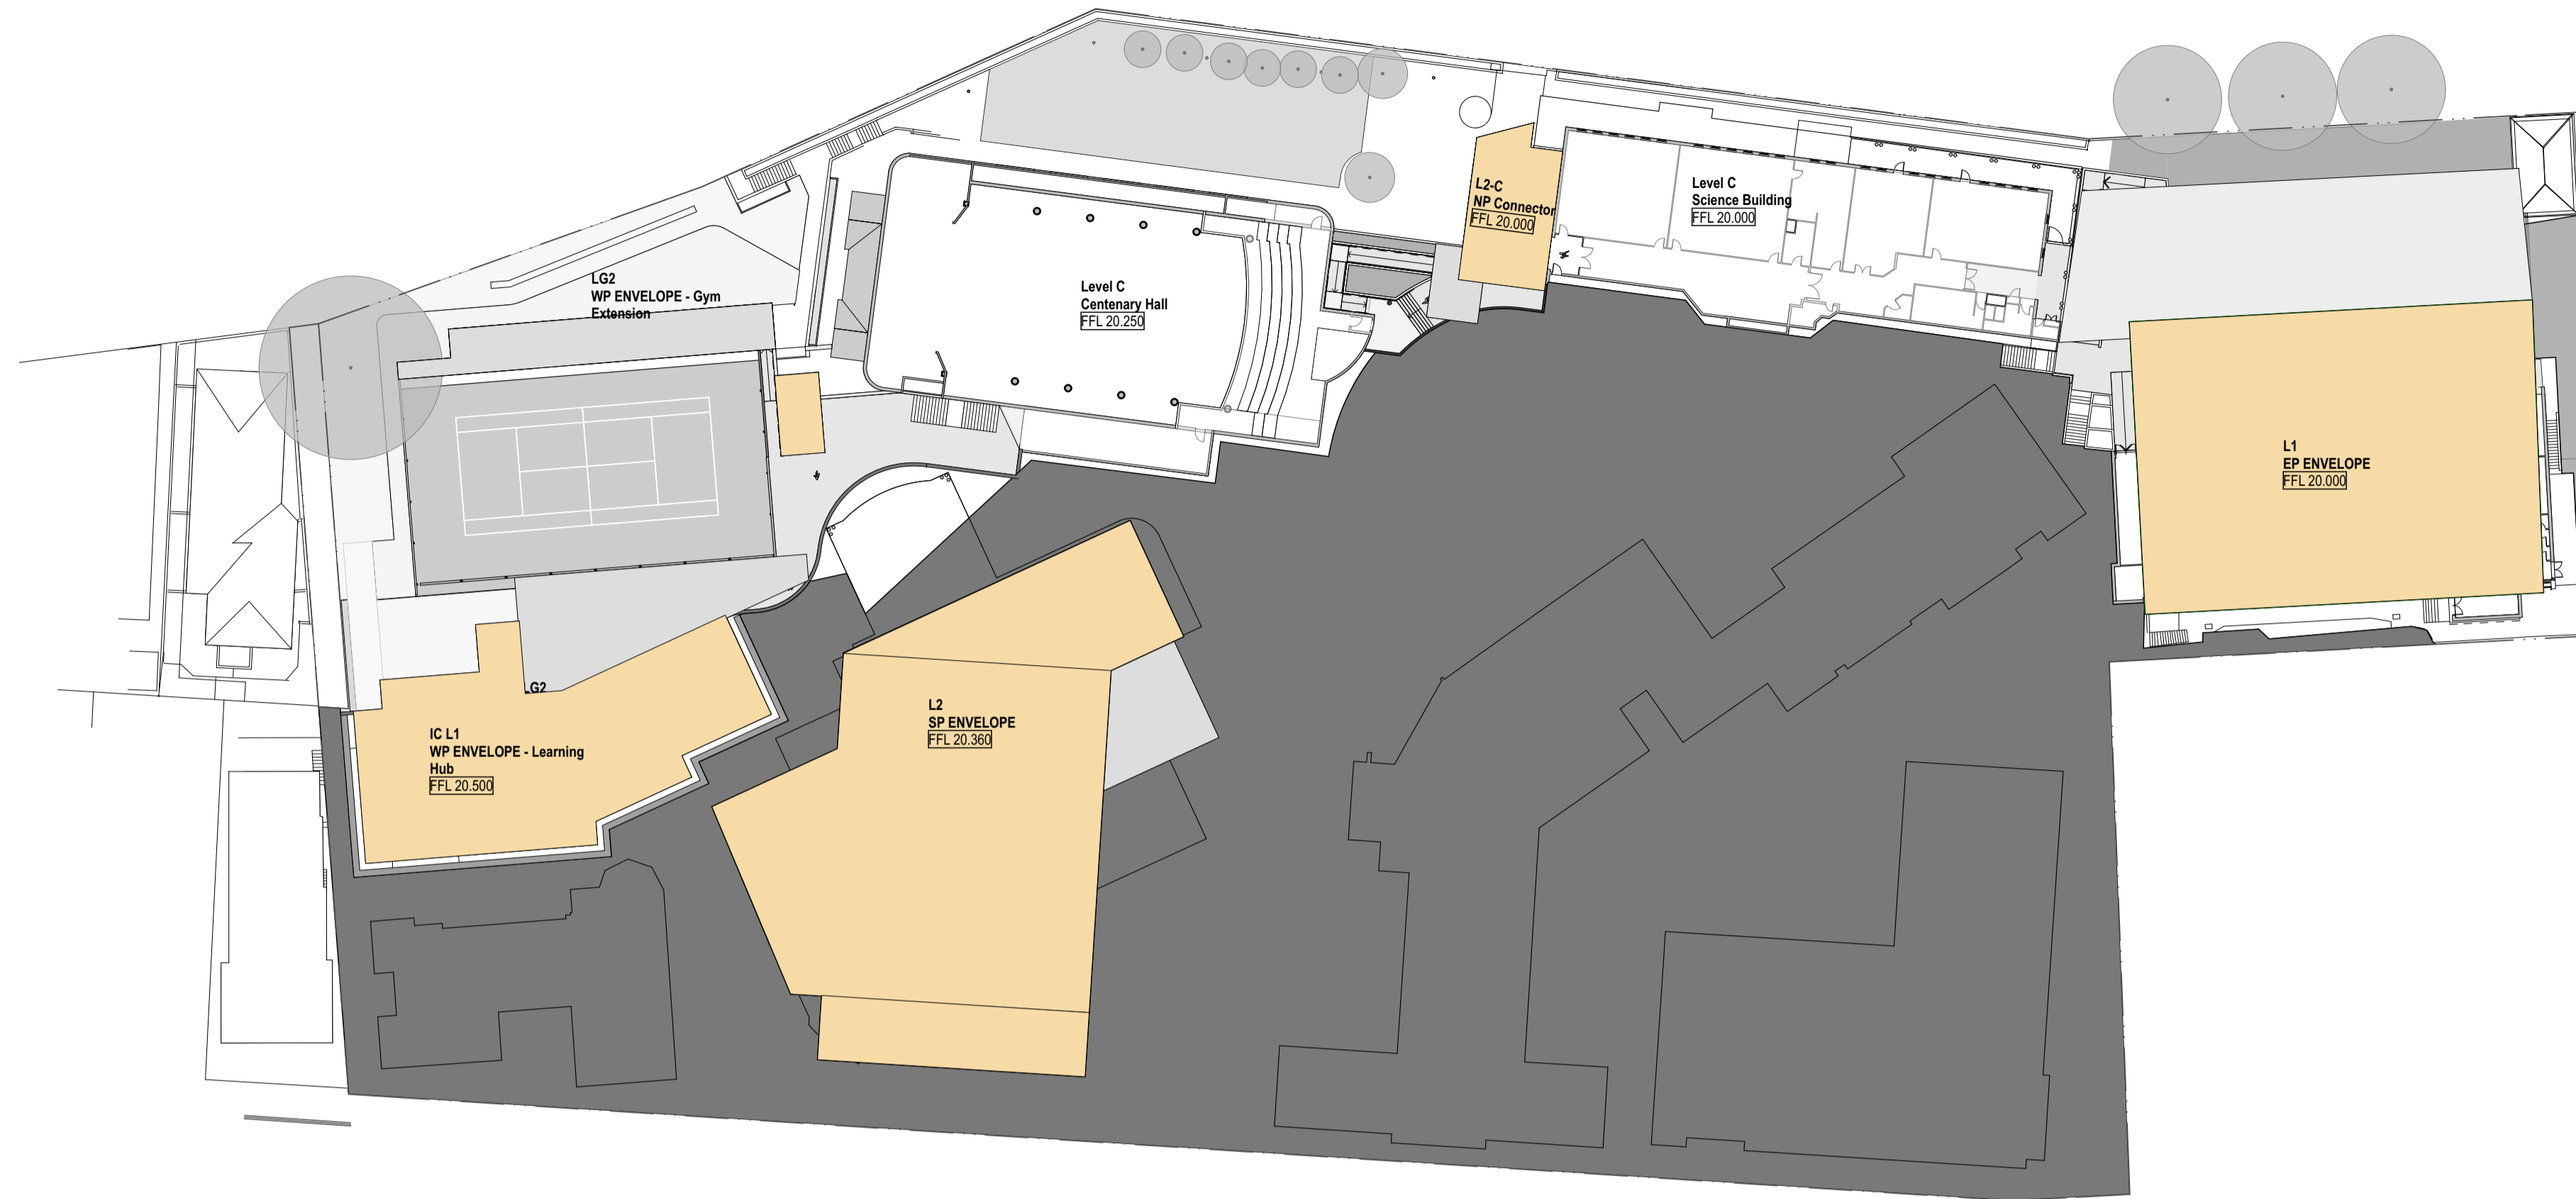 L2-C
NP Connector
FFL 20.000
Level C
Science Building
FFL 20.000
LG2
WP ENVELOPE - Gym
Extension
Level C
Centenary Hall
FFL 20.250
L1
EP ENVELOPE
FFL 20.000
G2
L2
SP ENVELOPE
FFL 20.360
IC L1
WP ENVELOPE - Learning
Hub
FFL 20.500